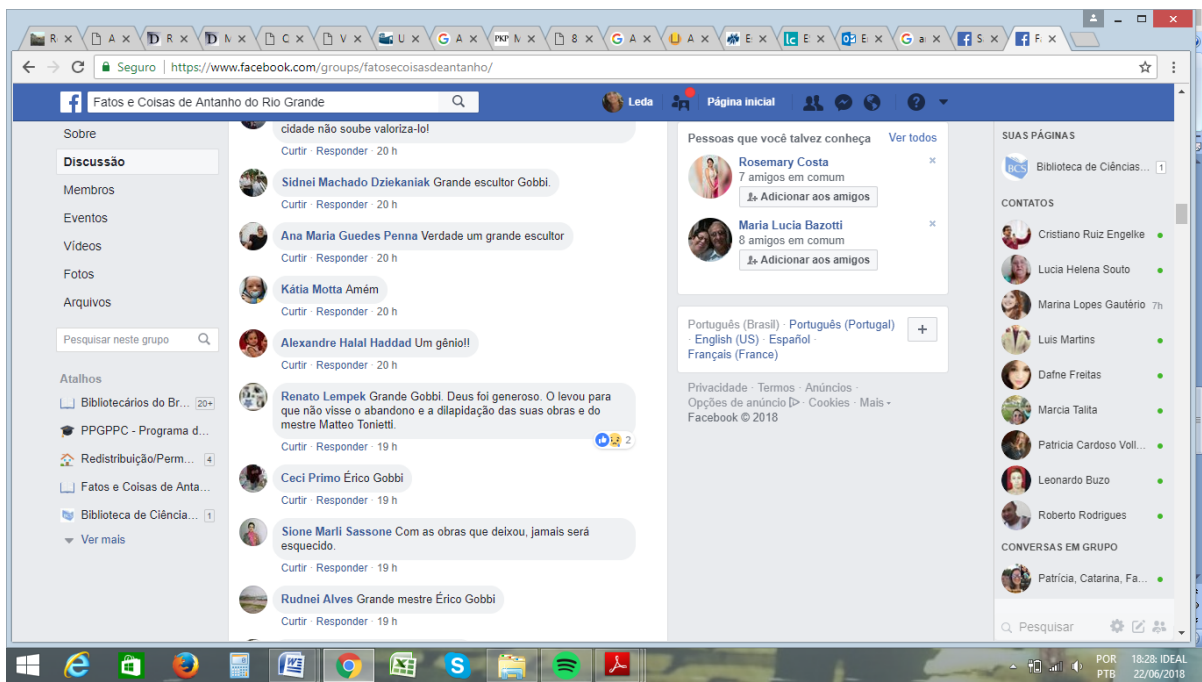 Seguro | https://www.facebook.com/groups/fatosecoisasdeantanho/
Fatos e Coisas de Antanho do Rio Grande
Leda
Página inicial
Sobre
Discussão
Membros
Eventos
Vídeos
Fotos
Arquivos
Pesquisar neste grupo
Atalhos
Bibliotecários do Br... 20+
PPGPPC - Programa d...
Redistribuição/Perm... 4
Fatos e Coisas de Anta...
Biblioteca de Ciência... 1
Ver mais
cidade não soube valoriza-lo!
Curtir · Responder · 20 h
Sidnei Machado Dziekaniak Grande escultor Gobbi.
Curtir · Responder · 20 h
Ana Maria Guedes Penna Verdade um grande escultor
Curtir · Responder · 20 h
Kátia Motta Amém
Curtir · Responder · 20 h
Alexandre Halal Haddad Um gênio!!
Curtir · Responder · 20 h
Renato Lempek Grande Gobbi. Deus foi generoso. O levou para
que não visse o abandono e a dilapidação das suas obras e do
mestre Matteo Tonietti.
2
Curtir · Responder · 19 h
Ceci Primo Érico Gobbi
Curtir · Responder · 19 h
Sione Marli Sassone Com as obras que deixou, jamais será
esquecido.
Curtir · Responder · 19 h
Rudnei Alves Grande mestre Érico Gobbi
Curtir · Responder · 19 h
Pessoas que você talvez conheça Ver todos
Rosemary Costa
7 amigos em comum
Adicionar aos amigos
Maria Lucia Bazotti
8 amigos em comum
Adicionar aos amigos
Português (Brasil) · Português (Portugal)
· English (US) · Español ·
Français (France)
Privacidade · Termos · Anúncios ·
Opções de anúncio · Cookies · Mais
Facebook © 2018
SUAS PÁGINAS
BCS Biblioteca de Ciências... 1
CONTATOS
Cristiano Ruiz Engelke
Lucia Helena Souto
Marina Lopes Gautério 7h
Luis Martins
Dafne Freitas
Marcia Talita
Patricia Cardoso Voll...
Leonardo Buzo
Roberto Rodrigues
CONVERSAS EM GRUPO
Patrícia, Catarina, Fa...
Pesquisar
POR
PTB
18:28: IDEAL
22/06/2018